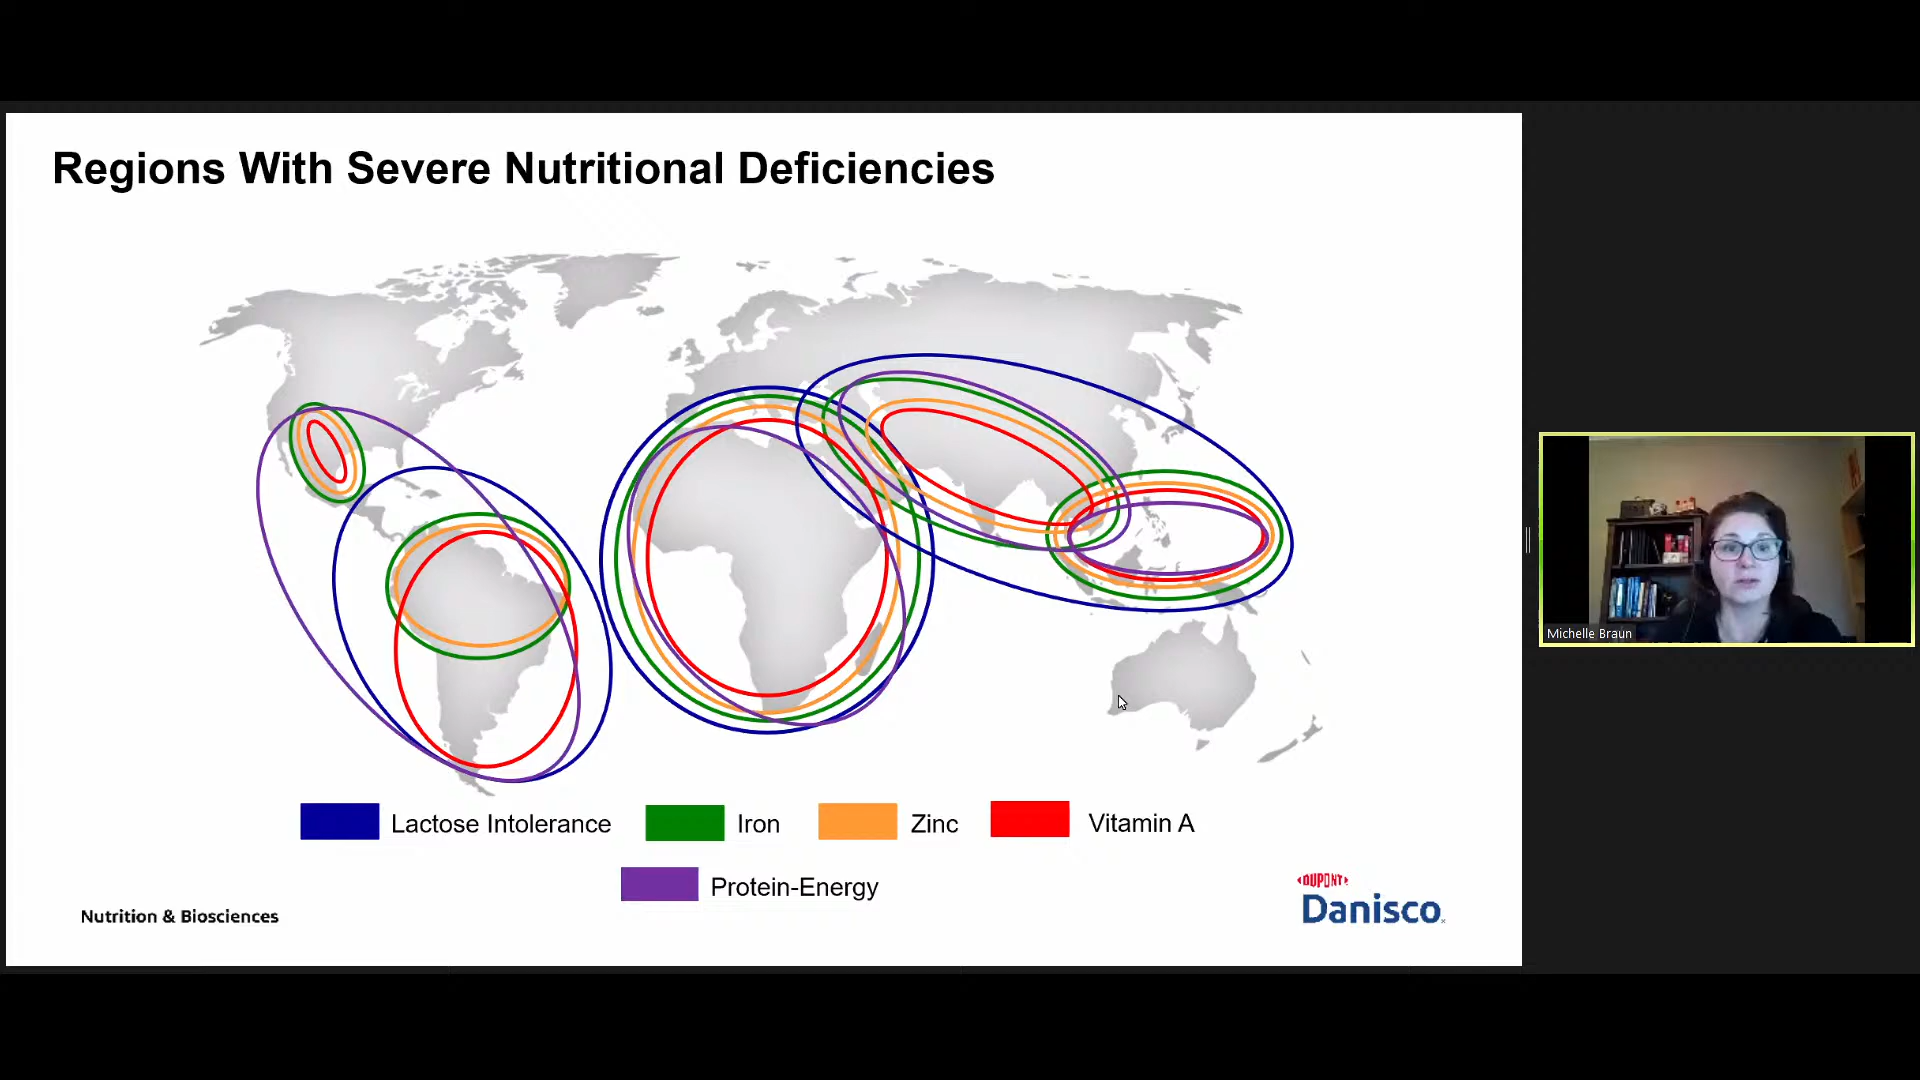 Regions With Severe Nutritional Deficiencies
Lactose Intolerance
Iron
Zinc
Vitamin A
Protein-Energy
Nutrition & Biosciences
DUPONT
Danisco
Michelle Braun